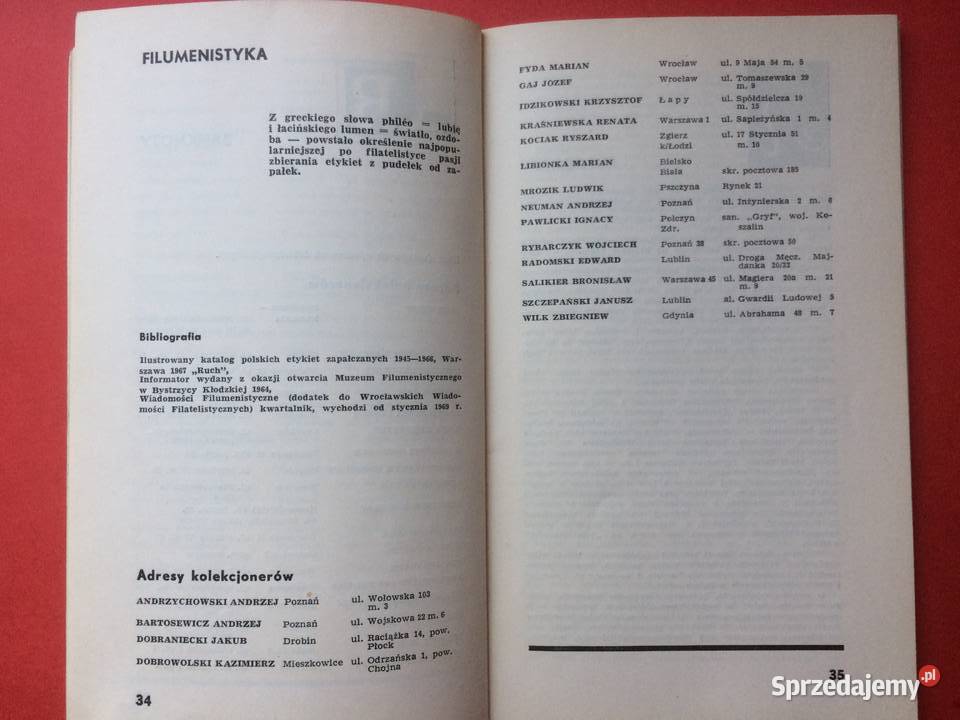 FILUMENISTYKA
Z greckiego słowa philéo = lubię
i łacińskiego lumen = światło, ozdo-
ba — powstało określenie najpopu-
larniejszej po filatelistyce pasji
zbierania etykiet z pudełek od za-
pałek.
Bibliografia
Ilustrowany katalog polskich etykiet zapałczanych 1945—1966, War-
szawa 1967 „Ruch”,
Informator wydany z okazji otwarcia Muzeum Filumenistycznego
w Bystrzycy Kłodzkiej 1964,
Wiadomości Filumenistyczne (dodatek do Wrocławskich Wiado-
mości Filatelistycznych) kwartalnik, wychodzi od stycznia 1969 r.
Adresy kolekcjonerów
ANDRZYCHOWSKI ANDRZEJ Poznań ul. Wołowska 103
m. 3
BARTOSEWICZ ANDRZEJ Poznań ul. Wojskowa 22 m. 6
DOBRANIECKI JAKUB Drobin ul. Raciążka 14, pow.
Płock
DOBROWOLSKI KAZIMIERZ Mieszkowice ul. Odrzańska 1, pow.
Chojna
34
FYDA MARIAN Wrocław ul. 9 Maja 54 m. 5
GAJ JÓZEF Wrocław ul. Tomaszewska 29
m. 9
IDZIKOWSKI KRZYSZTOF Łapy ul. Spółdzielcza 19
m. 15
KRAŚNIEWSKA RENATA Warszawa 1 ul. Sapieżyńska 1 m. 4
KOCIAK RYSZARD Zgierz ul. 17 Stycznia 51
k/Łodzi m. 16
LIBIONKA MARIAN Bielsko
Biała skr. pocztowa 185
MROZIK LUDWIK Pszczyna Rynek 21
NEUMAN ANDRZEJ Poznań ul. Inżynierska 2 m. 6
PAWLICKI IGNACY Połczyn san. „Gryf”, woj. Ko-
Zdr. szalin
RYBARCZYK WOJCIECH Poznań 38 skr. pocztowa 50
RADOMSKI EDWARD Lublin ul. Droga Męcz. Maj-
danka 20/22
SALIKIER BRONISŁAW Warszawa 45 ul. Magiera 20a m. 21
m. 9
SZCZEPAŃSKI JANUSZ Lublin al. Gwardii Ludowej 5
WILK ZBIGNIEW Gdynia ul. Abrahama 48 m. 7
35
Sprzedajemy.pl